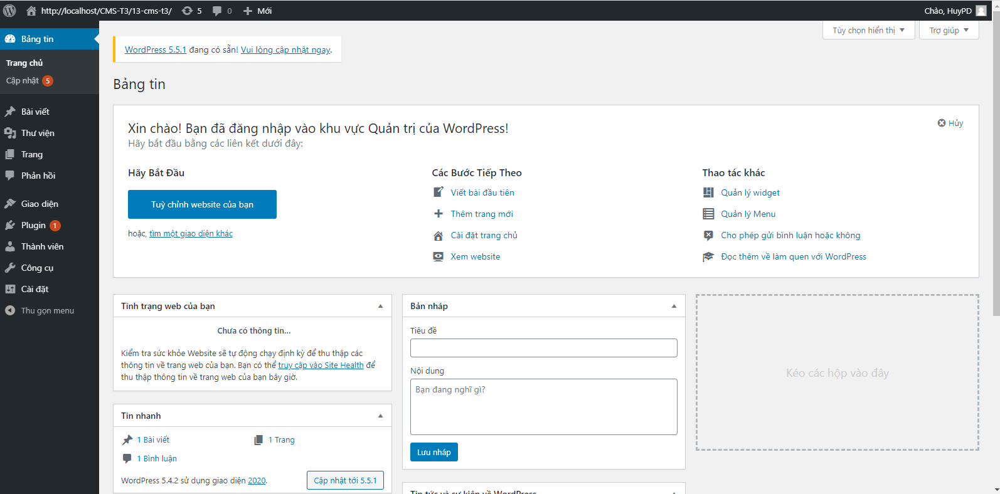 http://localhost/CMS-T3/13-cms-t3/ 5 0 Mới Chào, HuyPD
Bảng tin
Trang chủ
Cập nhật 5
Bài viết
Thư viện
Trang
Phản hồi
Giao diện
Plugin 1
Thành viên
Công cụ
Cài đặt
Thu gọn menu
Tùy chọn hiển thị Trợ giúp
WordPress 5.5.1 đang có sẵn! Vui lòng cập nhật ngay.
Bảng tin
Xin chào! Bạn đã đăng nhập vào khu vực Quản trị của WordPress!
Hủy
Hãy bắt đầu bằng các liên kết dưới đây:
Hãy Bắt Đầu
Tuỳ chỉnh website của bạn
hoặc, tìm một giao diện khác
Các Bước Tiếp Theo
Viết bài đầu tiên
Thêm trang mới
Cài đặt trang chủ
Xem website
Thao tác khác
Quản lý widget
Quản lý Menu
Cho phép gửi bình luận hoặc không
Đọc thêm về làm quen với WordPress
Tình trạng web của bạn
Chưa có thông tin...
Kiểm tra sức khỏe Website sẽ tự động chạy định kỳ để thu thập các
thông tin về trang web của bạn. Bạn có thể truy cập vào Site Health để
thu thập thông tin về trang web của bạn bây giờ.
Tin nhanh
1 Bài viết 1 Trang
1 Bình luận
WordPress 5.4.2 sử dụng giao diện 2020. Cập nhật tới 5.5.1
Bản nháp
Tiêu đề
Nội dung
Bạn đang nghĩ gì?
Lưu nháp
Tin tức và sự kiện về WordPress
Kéo các hộp vào đây